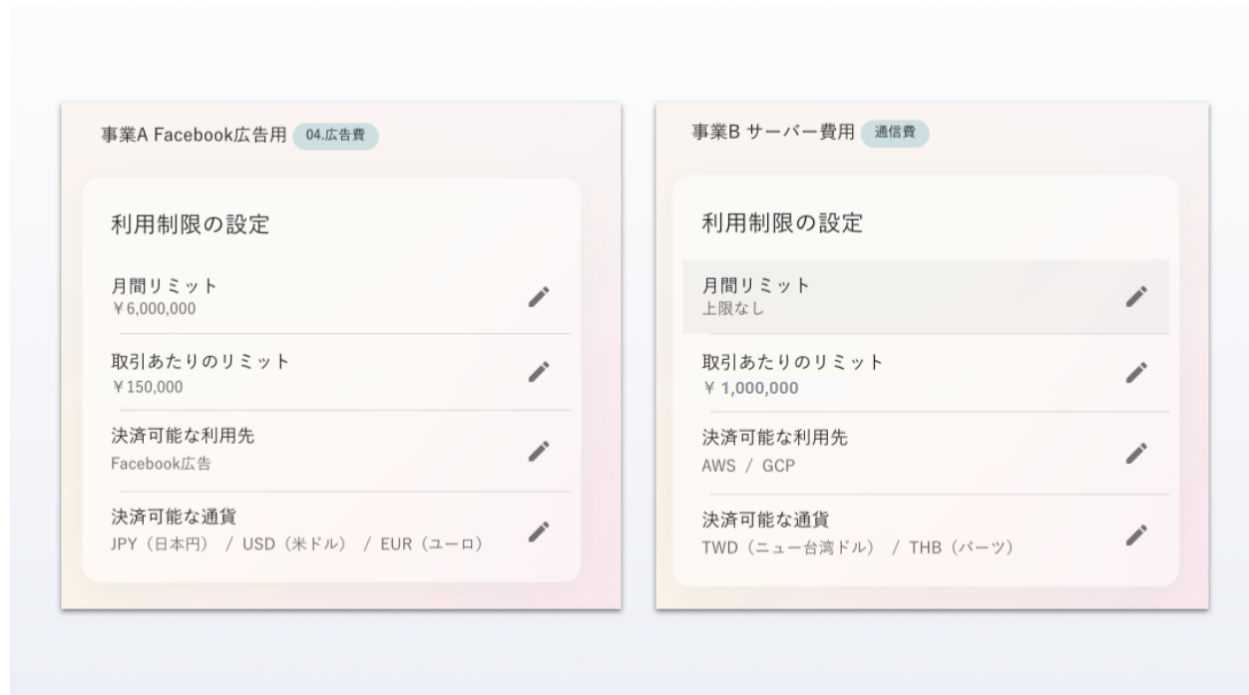 事業A Facebook広告用 04.広告費
利用制限の設定
月間リミット
¥6,000,000
取引あたりのリミット
¥150,000
決済可能な利用先
Facebook広告
決済可能な通貨
JPY（日本円） / USD（米ドル） / EUR（ユーロ）
事業B サーバー費用 通信費
利用制限の設定
月間リミット
上限なし
取引あたりのリミット
¥ 1,000,000
決済可能な利用先
AWS / GCP
決済可能な通貨
TWD（ニュー台湾ドル） / THB（バーツ）